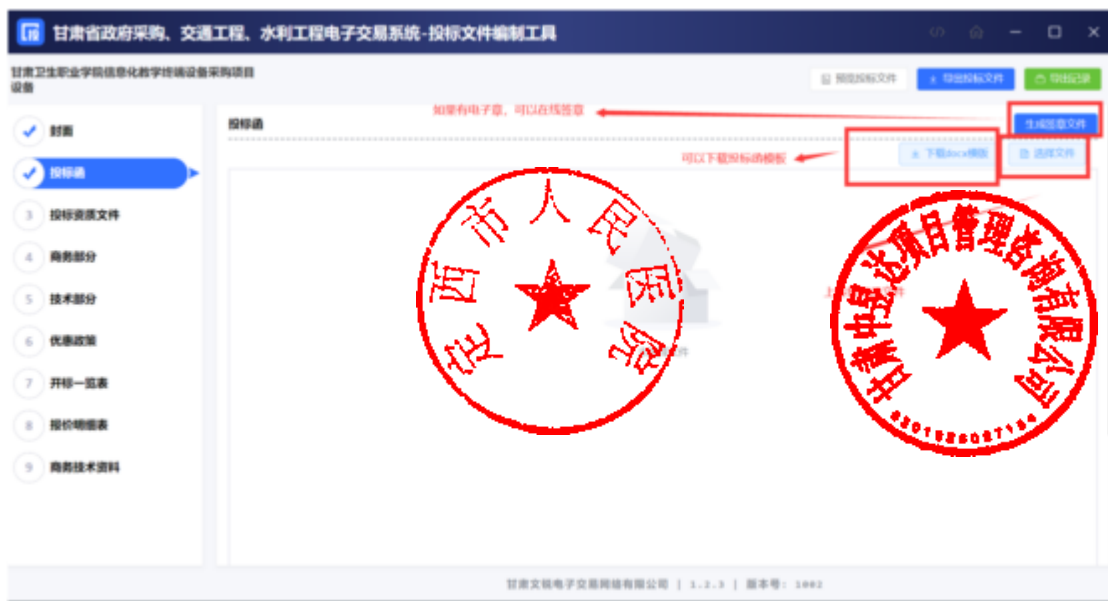 甘肃省政府采购、交通工程、水利工程电子交易系统-投标文件编制工具
甘肃卫生职业学院信息化教学终端设备采购项目
设备
预览投标文件
导出投标文件
导出记录
封面
投标函
如果有电子章，可以在线签章
生成签章文件
投标函
可以下载投标函模板
下载docx模板
选择文件
3 投标资质文件
4 商务部分
5 技术部分
6 优惠政策
7 开标一览表
8 报价明细表
9 商务技术资料
定西市人民医院
甘肃中昱达项目管理咨询有限公司
甘肃文锐电子交易网络有限公司 | 1.2.3 | 版本号: 1002